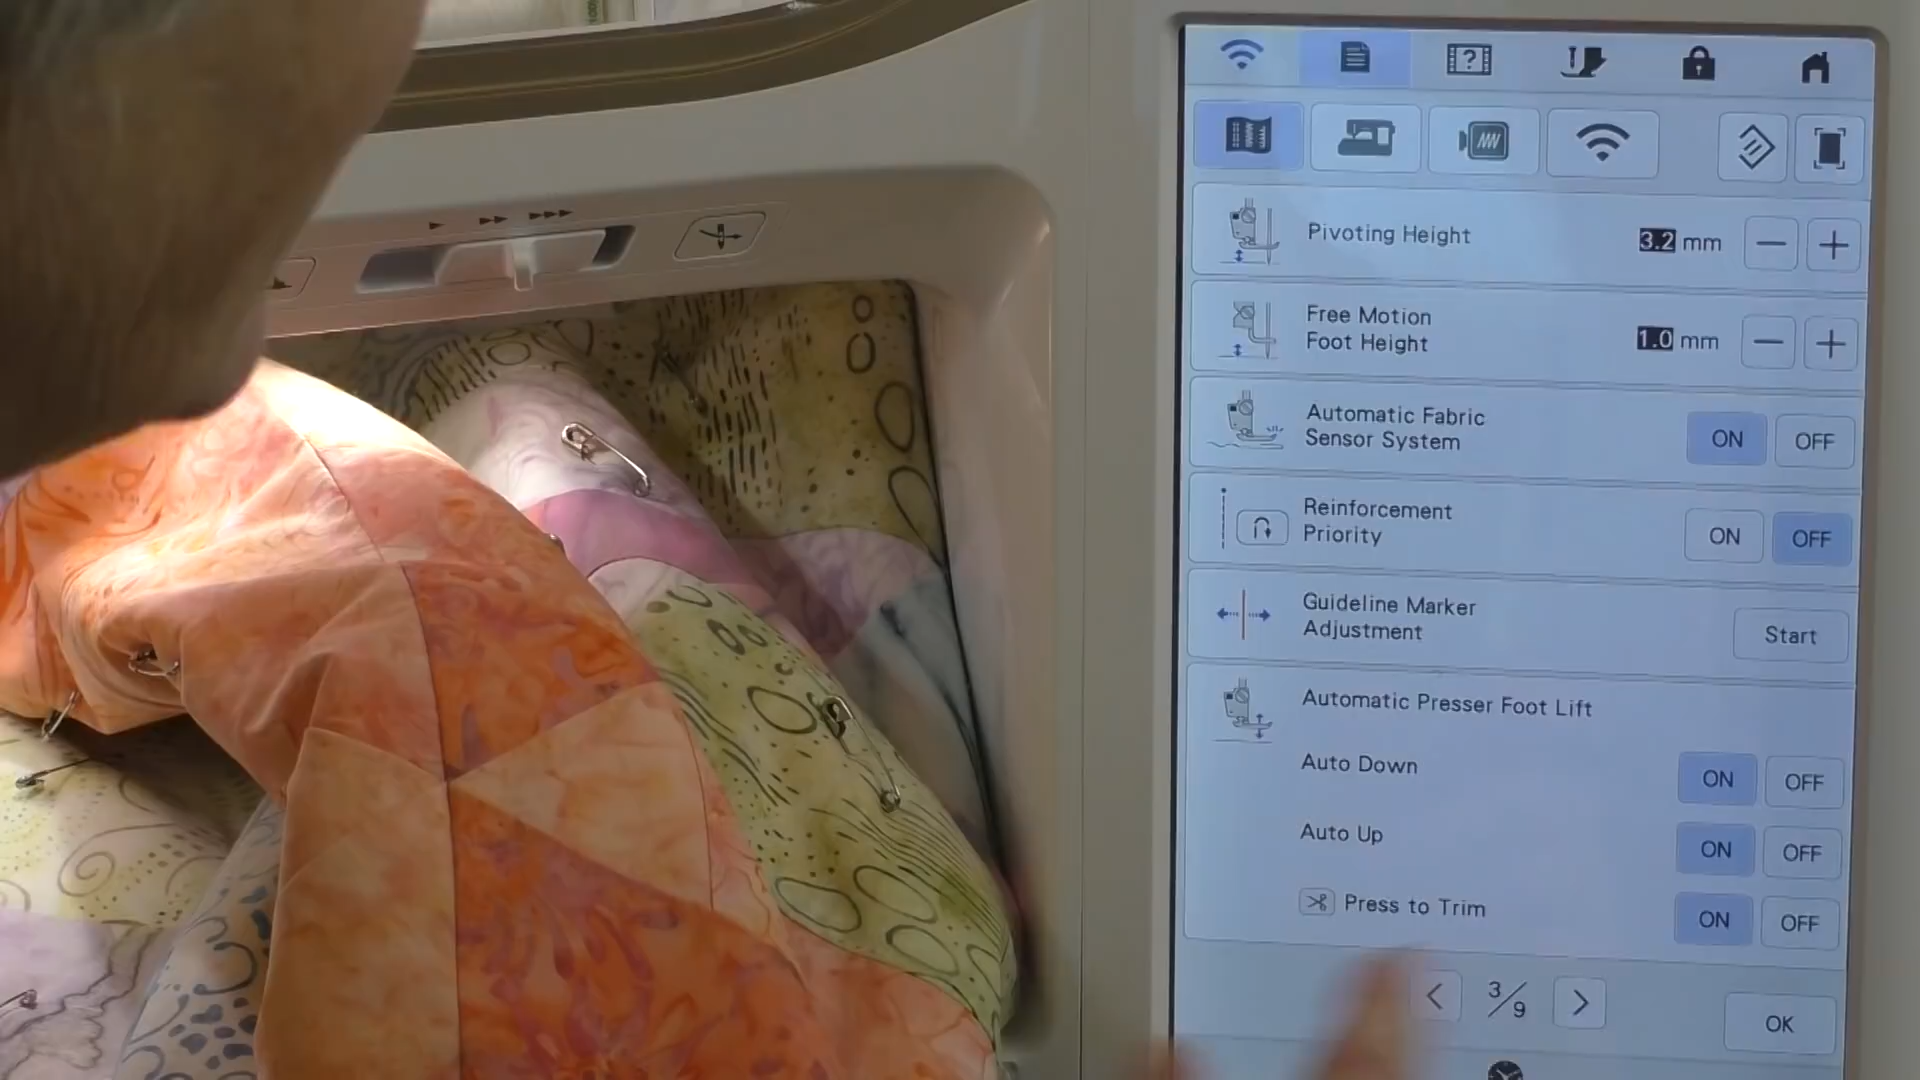 ?
Pivoting Height 3.2 mm
Free Motion
Foot Height 1.0 mm
Automatic Fabric
Sensor System ON OFF
Reinforcement
Priority ON OFF
Guideline Marker
Adjustment Start
Automatic Presser Foot Lift
Auto Down ON OFF
Auto Up ON OFF
Press to Trim ON OFF
3/9
OK